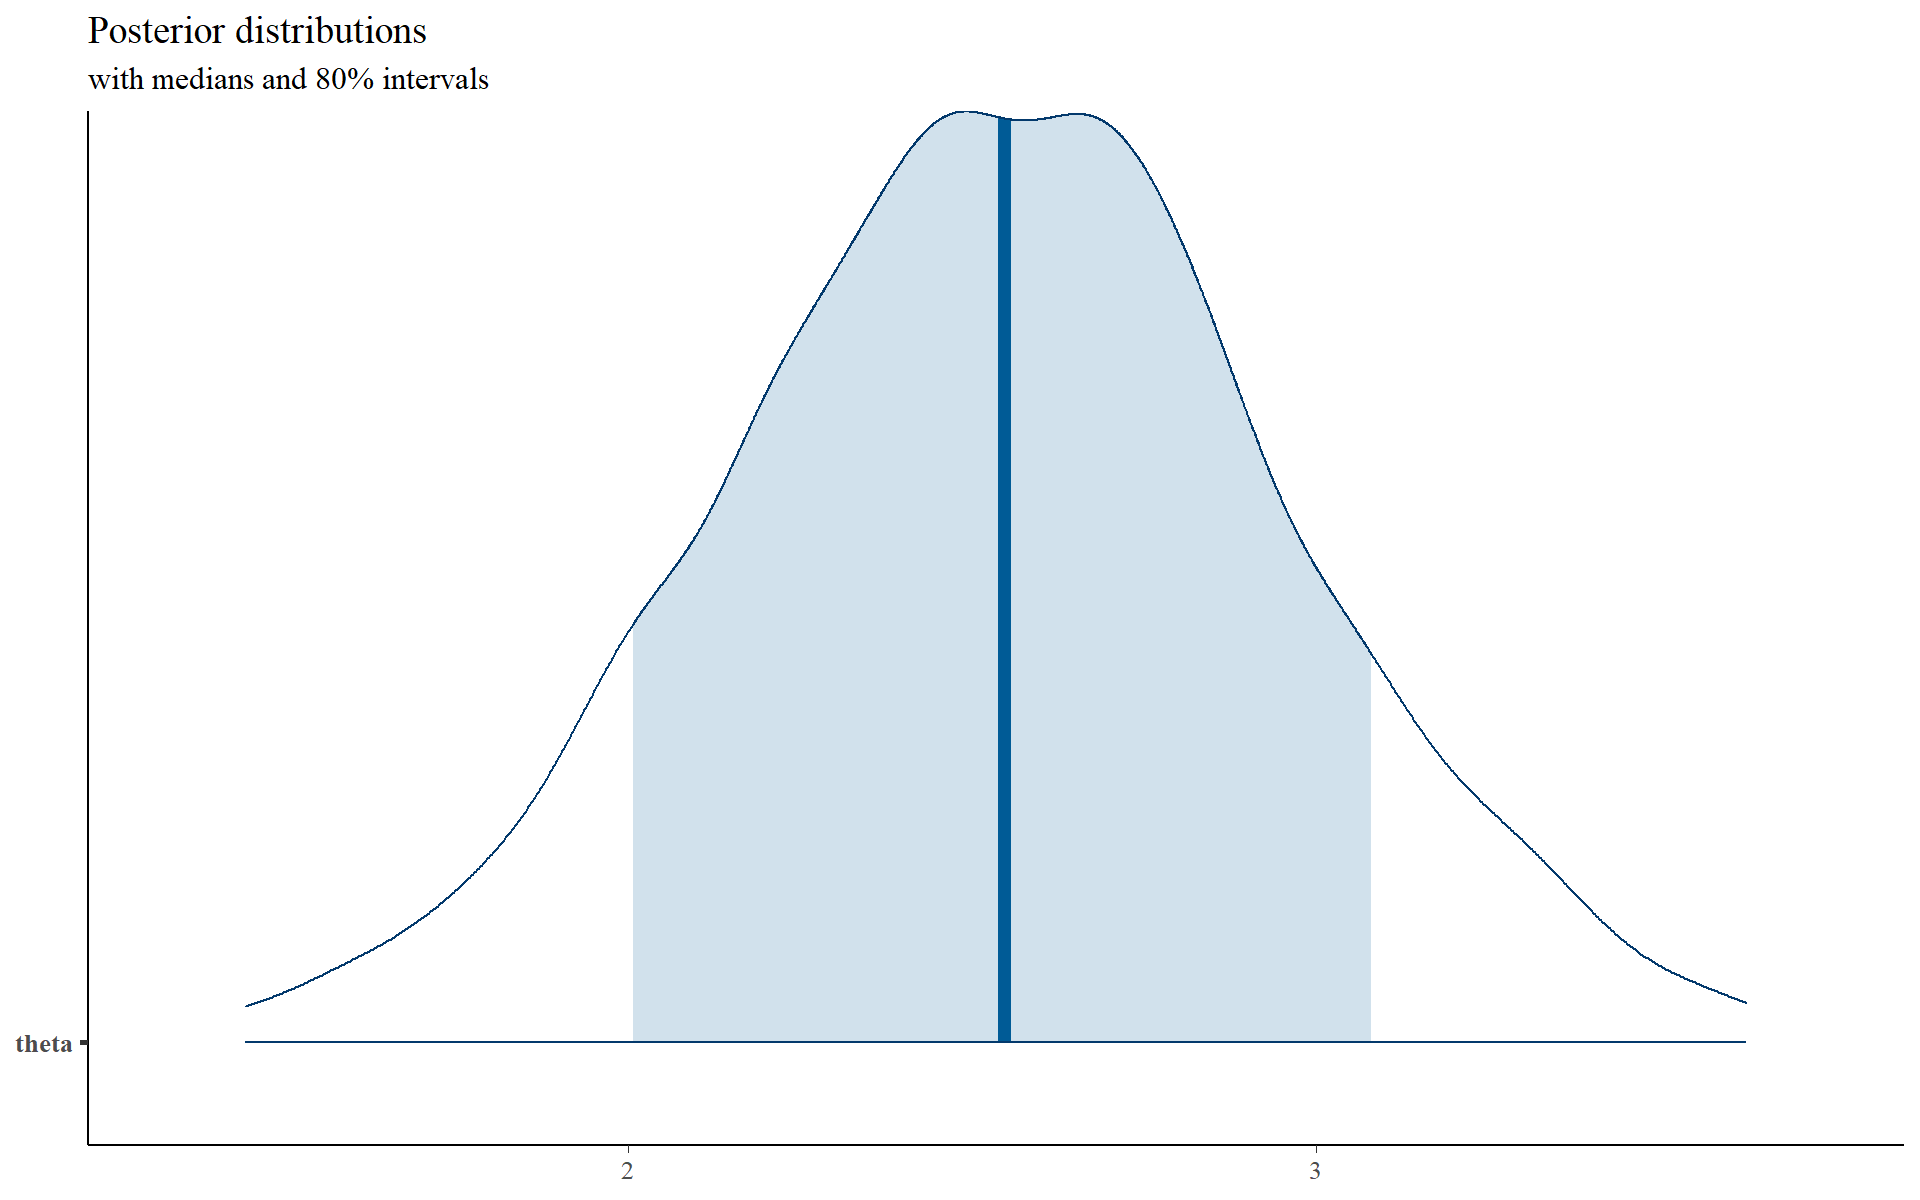 Posterior distributions
with medians and 80% intervals
theta
2
3